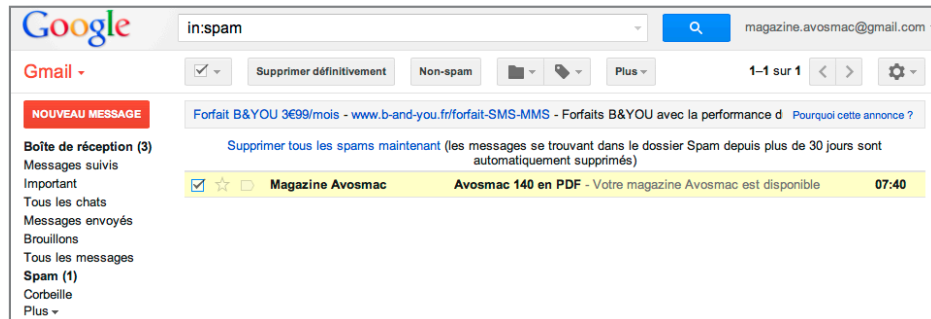 Google
in:spam
magazine.avosmac@gmail.com
Gmail
Supprimer définitivement
Non-spam
Plus
1–1 sur 1
NOUVEAU MESSAGE
Forfait B&YOU 3€99/mois - www.b-and-you.fr/forfait-SMS-MMS - Forfaits B&YOU avec la performance d Pourquoi cette annonce ?
Supprimer tous les spams maintenant (les messages se trouvant dans le dossier Spam depuis plus de 30 jours sont
automatiquement supprimés)
Magazine Avosmac Avosmac 140 en PDF - Votre magazine Avosmac est disponible 07:40
Boîte de réception (3)
Messages suivis
Important
Tous les chats
Messages envoyés
Brouillons
Tous les messages
Spam (1)
Corbeille
Plus